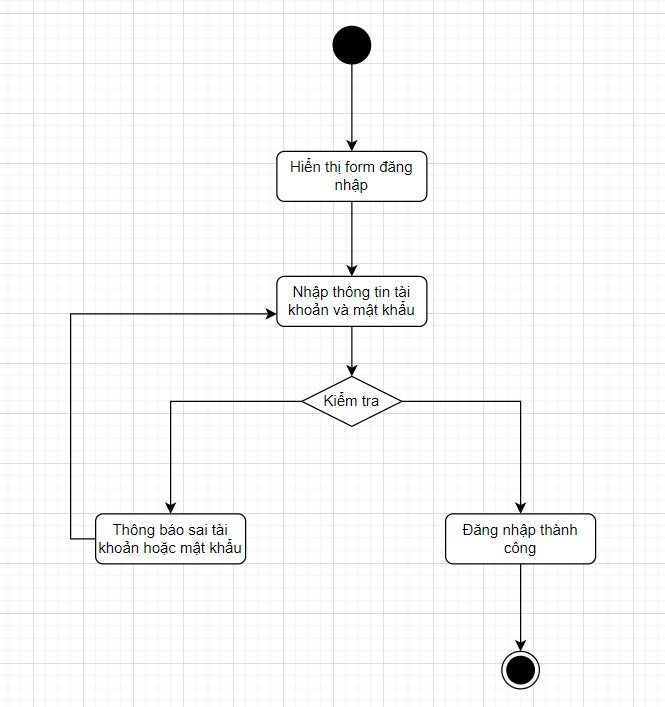 Hiển thị form đăng
nhập
Nhập thông tin tài
khoản và mật khẩu
Kiểm tra
Thông báo sai tài
khoản hoặc mật khẩu
Đăng nhập thành
công